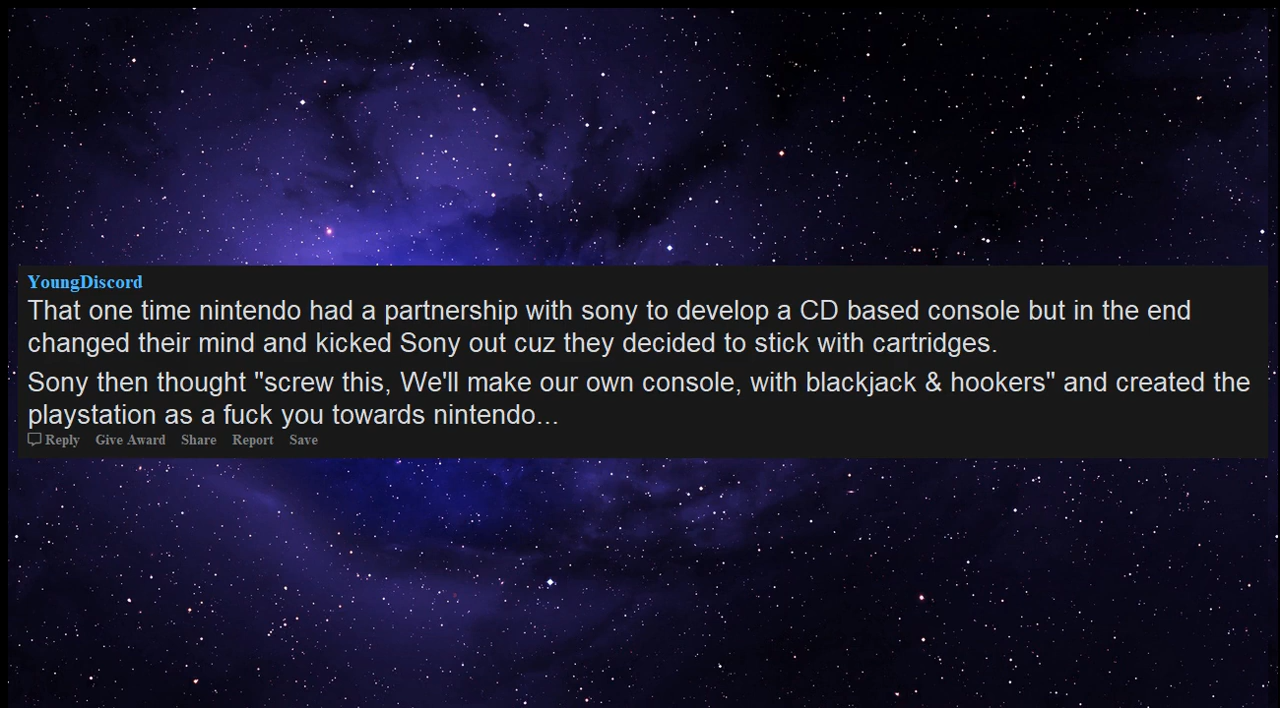 YoungDiscord
That one time nintendo had a partnership with sony to develop a CD based console but in the end
changed their mind and kicked Sony out cuz they decided to stick with cartridges.
Sony then thought "screw this, We'll make our own console, with blackjack & hookers" and created the
playstation as a fuck you towards nintendo...
Reply Give Award Share Report Save